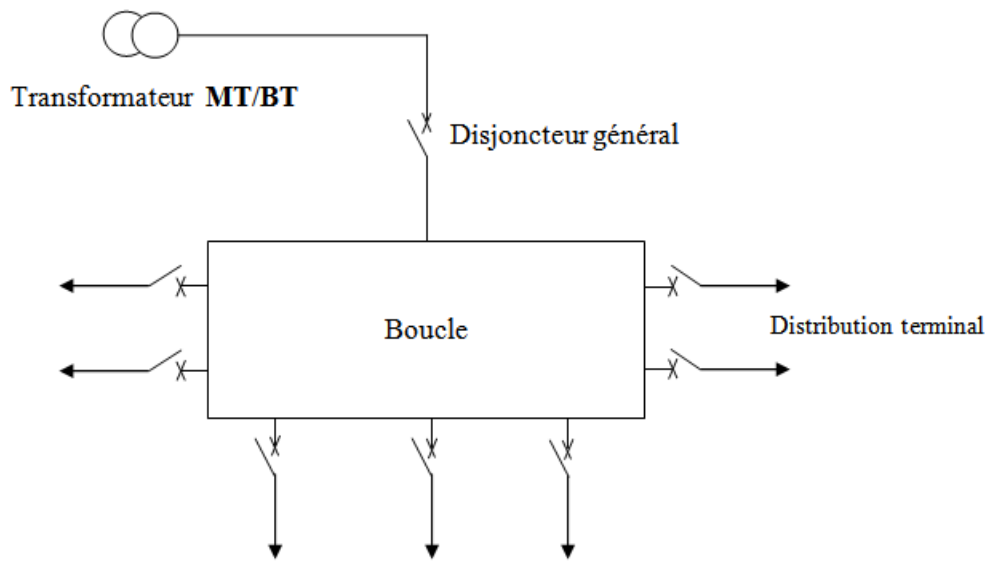 Transformateur MT/BT
Disjoncteur général
Boucle
Distribution terminal